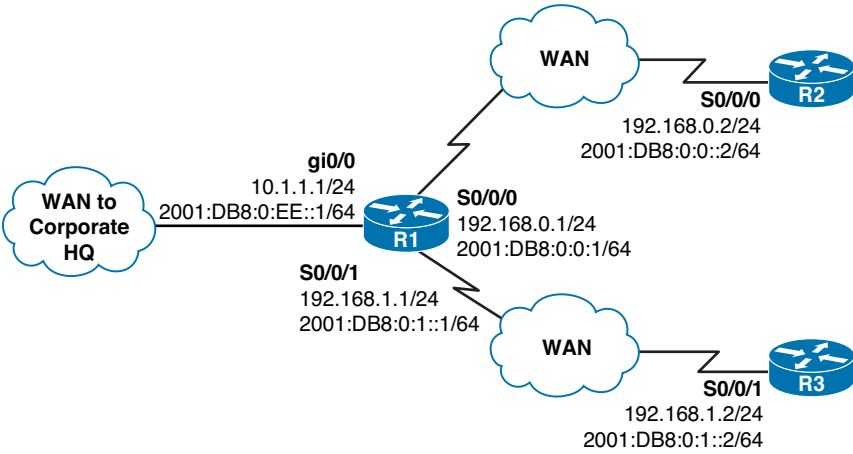 WAN
R2
S0/0/0
192.168.0.2/24
2001:DB8:0:0::2/64
gi0/0
10.1.1.1/24
2001:DB8:0:EE::1/64
WAN to
Corporate
HQ
R1
S0/0/0
192.168.0.1/24
2001:DB8:0:0:1/64
S0/0/1
192.168.1.1/24
2001:DB8:0:1::1/64
WAN
R3
S0/0/1
192.168.1.2/24
2001:DB8:0:1::2/64